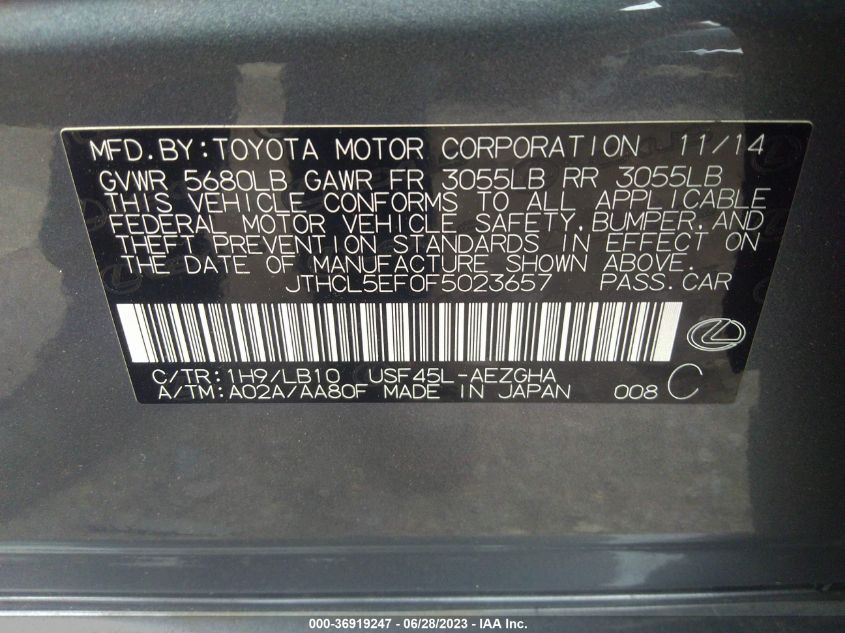 MFD.BY:TOYOTA MOTOR CORPORATION 11/14
GVWR 5680LB GAWR FR 3055LB RR 3055LB
THIS VEHICLE CONFORMS TO ALL APPLICABLE
FEDERAL MOTOR VEHICLE SAFETY,BUMPER,AND
THEFT PREVENTION STANDARDS IN EFFECT ON
THE DATE OF MANUFACTURE SHOWN ABOVE.
JTHCL5EF0F5023657 PASS.CAR
C/TR:1H9/LB10 USF45L-AEZGHA
A/TM:A02A/AA80F MADE IN JAPAN 008 C
000-36919247 - 06/28/2023 - IAA Inc.